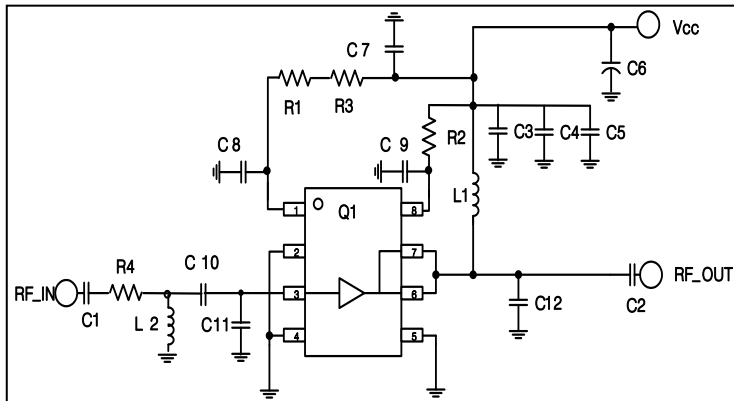 Vcc
C 7
C6
R1
R3
C 8
C 9
R2
C3
C4
C5
L1
Q1
1
8
2
7
R4
C 10
RF_IN
3
6
RF_OUT
C1
L 2
C11
C12
C2
4
5